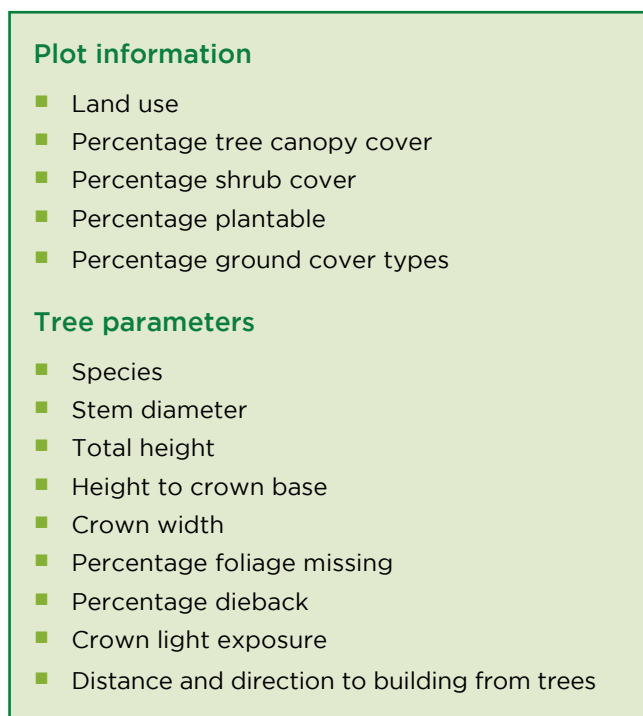 Plot information
Land use
Percentage tree canopy cover
Percentage shrub cover
Percentage plantable
Percentage ground cover types
Tree parameters
Species
Stem diameter
Total height
Height to crown base
Crown width
Percentage foliage missing
Percentage dieback
Crown light exposure
Distance and direction to building from trees